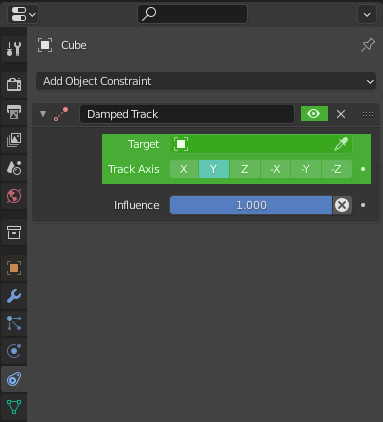 Cube
Add Object Constraint
Damped Track
Target
Track Axis X Y Z -X -Y -Z
Influence 1.000